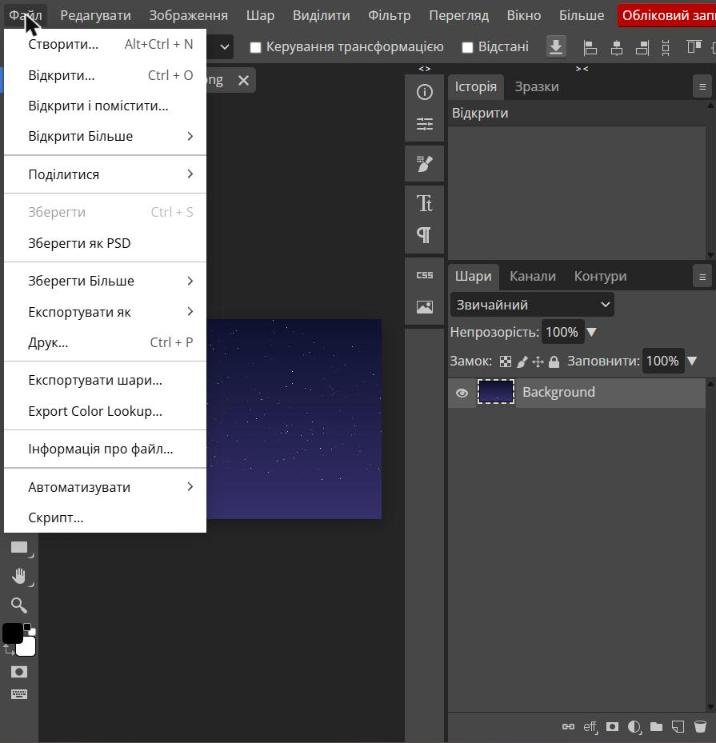 Файл Редагувати Зображення Шар Виділити Фільтр Перегляд Вікно Більше Обліковий
Керування трансформацією Відстані
png
Створити... Alt+Ctrl + N
Відкрити... Ctrl + O
Відкрити і помістити...
Відкрити Більше
Поділитися
Зберегти Ctrl + S
Зберегти як PSD
Зберегти Більше
Експортувати як
Друк... Ctrl + P
Експортувати шари...
Export Color Lookup...
Інформація про файл...
Автоматизувати
Скрипт...
Tt
¶
CSS
Історія Зразки
Відкрити
Шари Канали Контури
Звичайний
Непрозорість: 100%
Замок: Заповнити: 100%
Background
eff